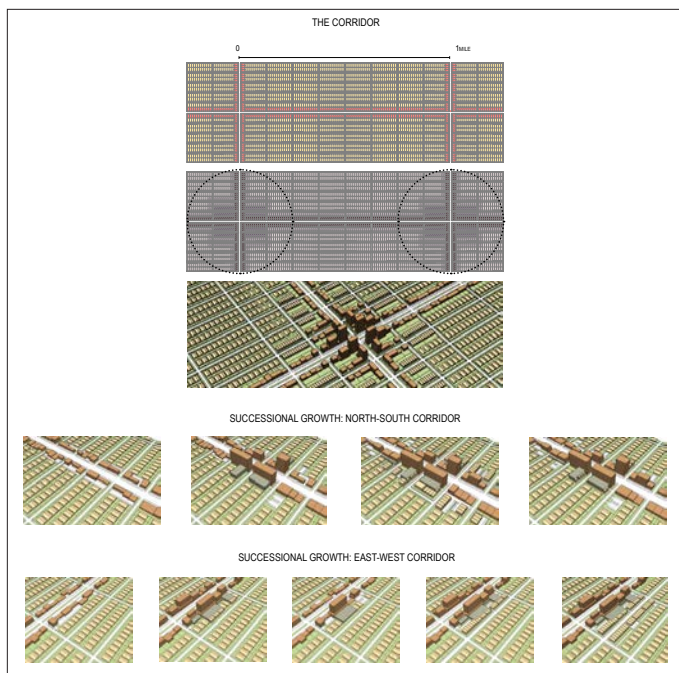 THE CORRIDOR
0
1MILE
SUCCESSIONAL GROWTH: NORTH-SOUTH CORRIDOR
SUCCESSIONAL GROWTH: EAST-WEST CORRIDOR